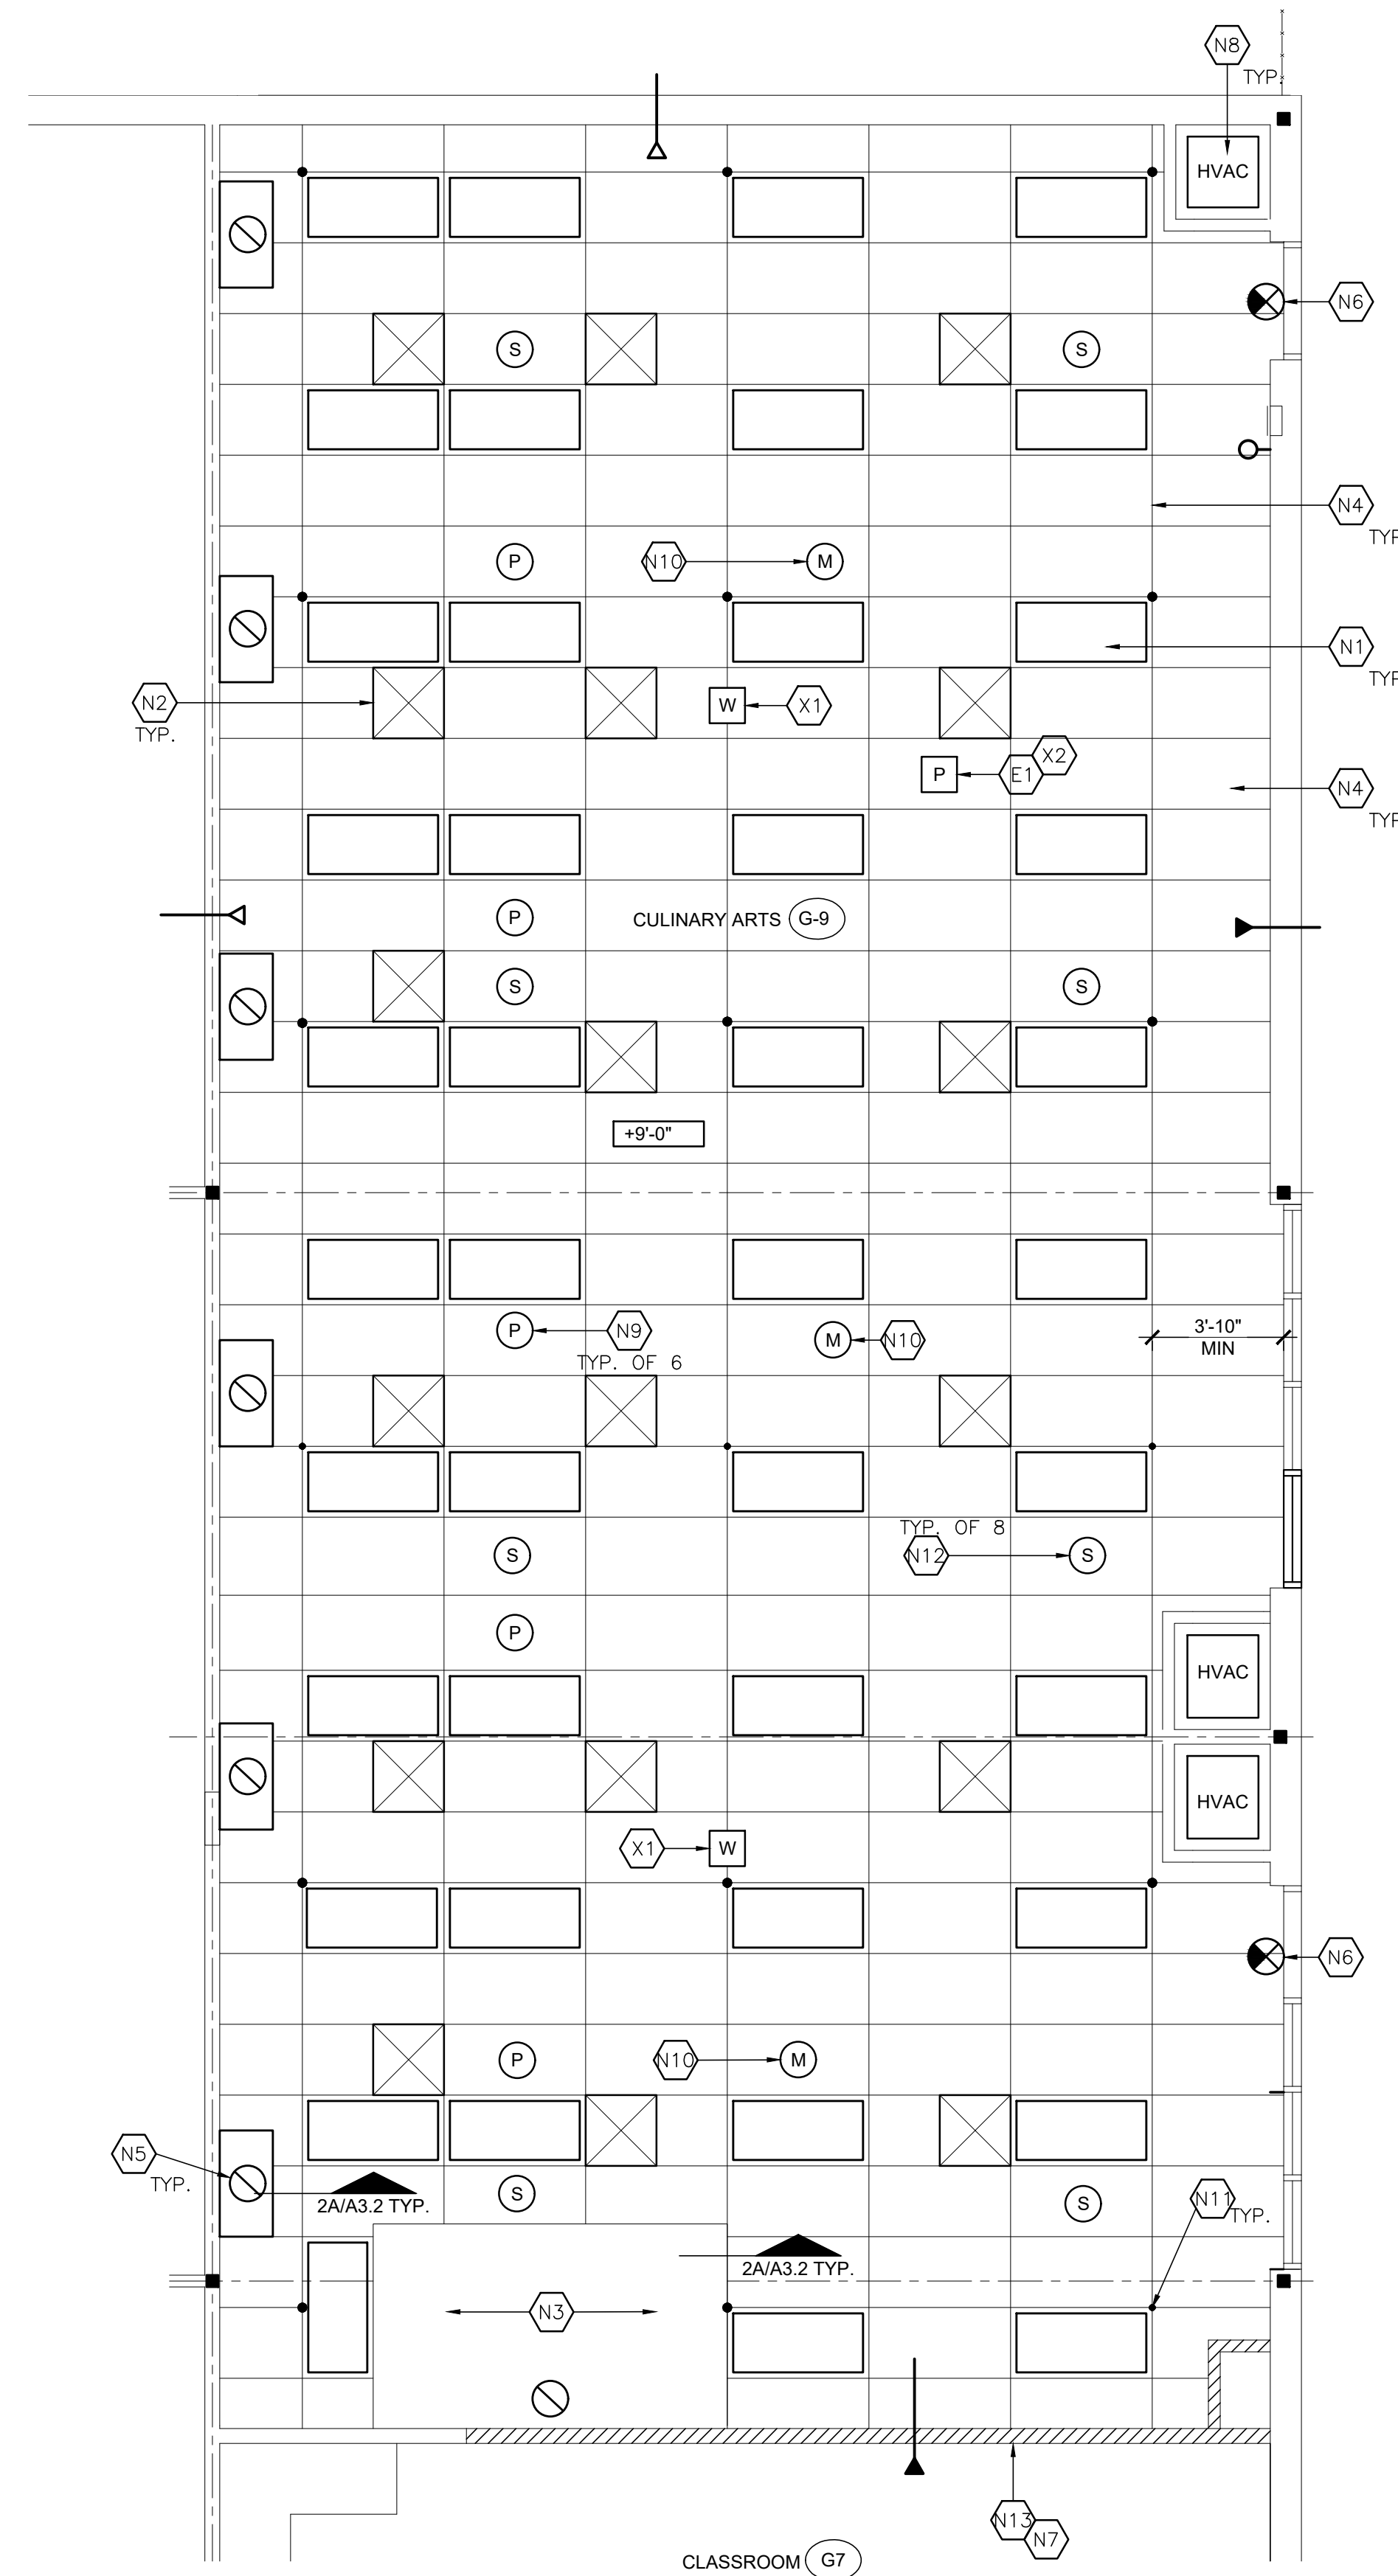 N8
TYP.
HVAC
N6
S
S
N4
TYP
P
N10
M
N1
TYP
N2
TYP.
W
X1
X2
P
E1
N4
TYP
P
CULINARY ARTS
G-9
S
S
+9'-0"
3'-10"
MIN
P
N9
TYP. OF 6
M
N10
TYP. OF 8
S
N12
S
P
HVAC
HVAC
X1
W
N6
P
N10
M
N5
TYP.
S
S
2A/A3.2 TYP.
N11
TYP.
2A/A3.2 TYP.
N3
N13
N7
CLASSROOM
G7